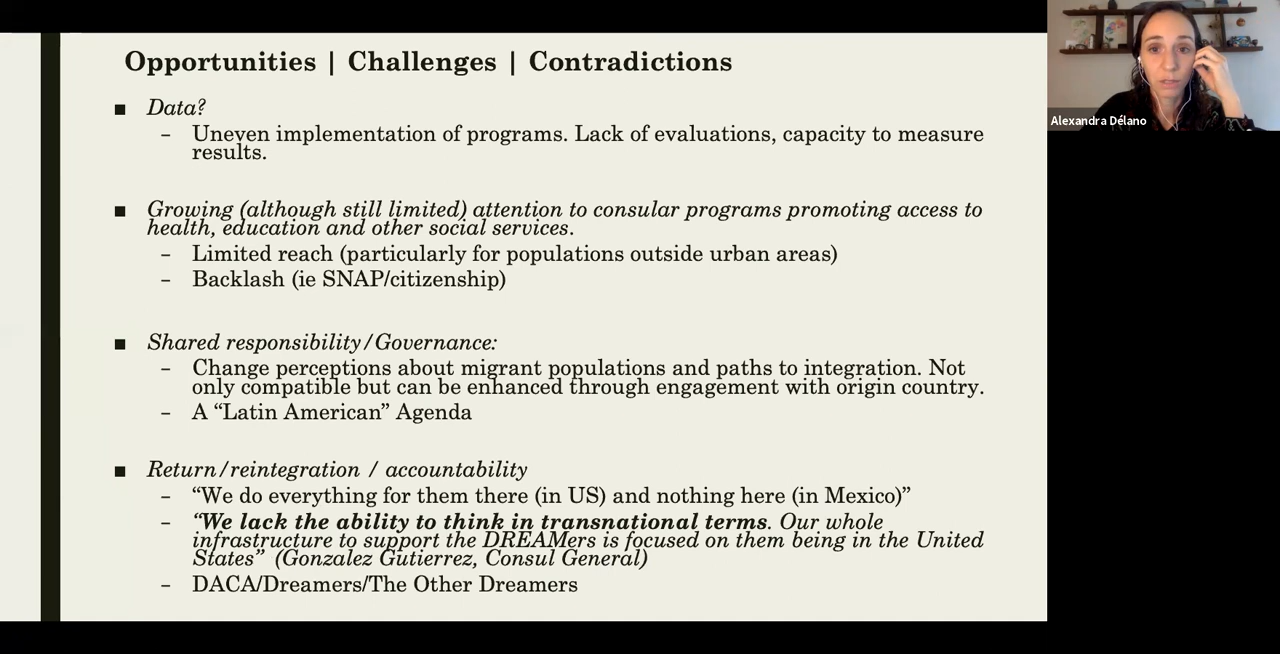 Opportunities | Challenges | Contradictions
■ Data?
– Uneven implementation of programs. Lack of evaluations, capacity to measure
results.
■ Growing (although still limited) attention to consular programs promoting access to
health, education and other social services.
– Limited reach (particularly for populations outside urban areas)
– Backlash (ie SNAP/citizenship)
■ Shared responsibility/Governance:
– Change perceptions about migrant populations and paths to integration. Not
only compatible but can be enhanced through engagement with origin country.
– A “Latin American” Agenda
■ Return/reintegration / accountability
– “We do everything for them there (in US) and nothing here (in Mexico)”
– “We lack the ability to think in transnational terms. Our whole
infrastructure to support the DREAMers is focused on them being in the United
States” (Gonzalez Gutierrez, Consul General)
– DACA/Dreamers/The Other Dreamers
Alexandra Délano